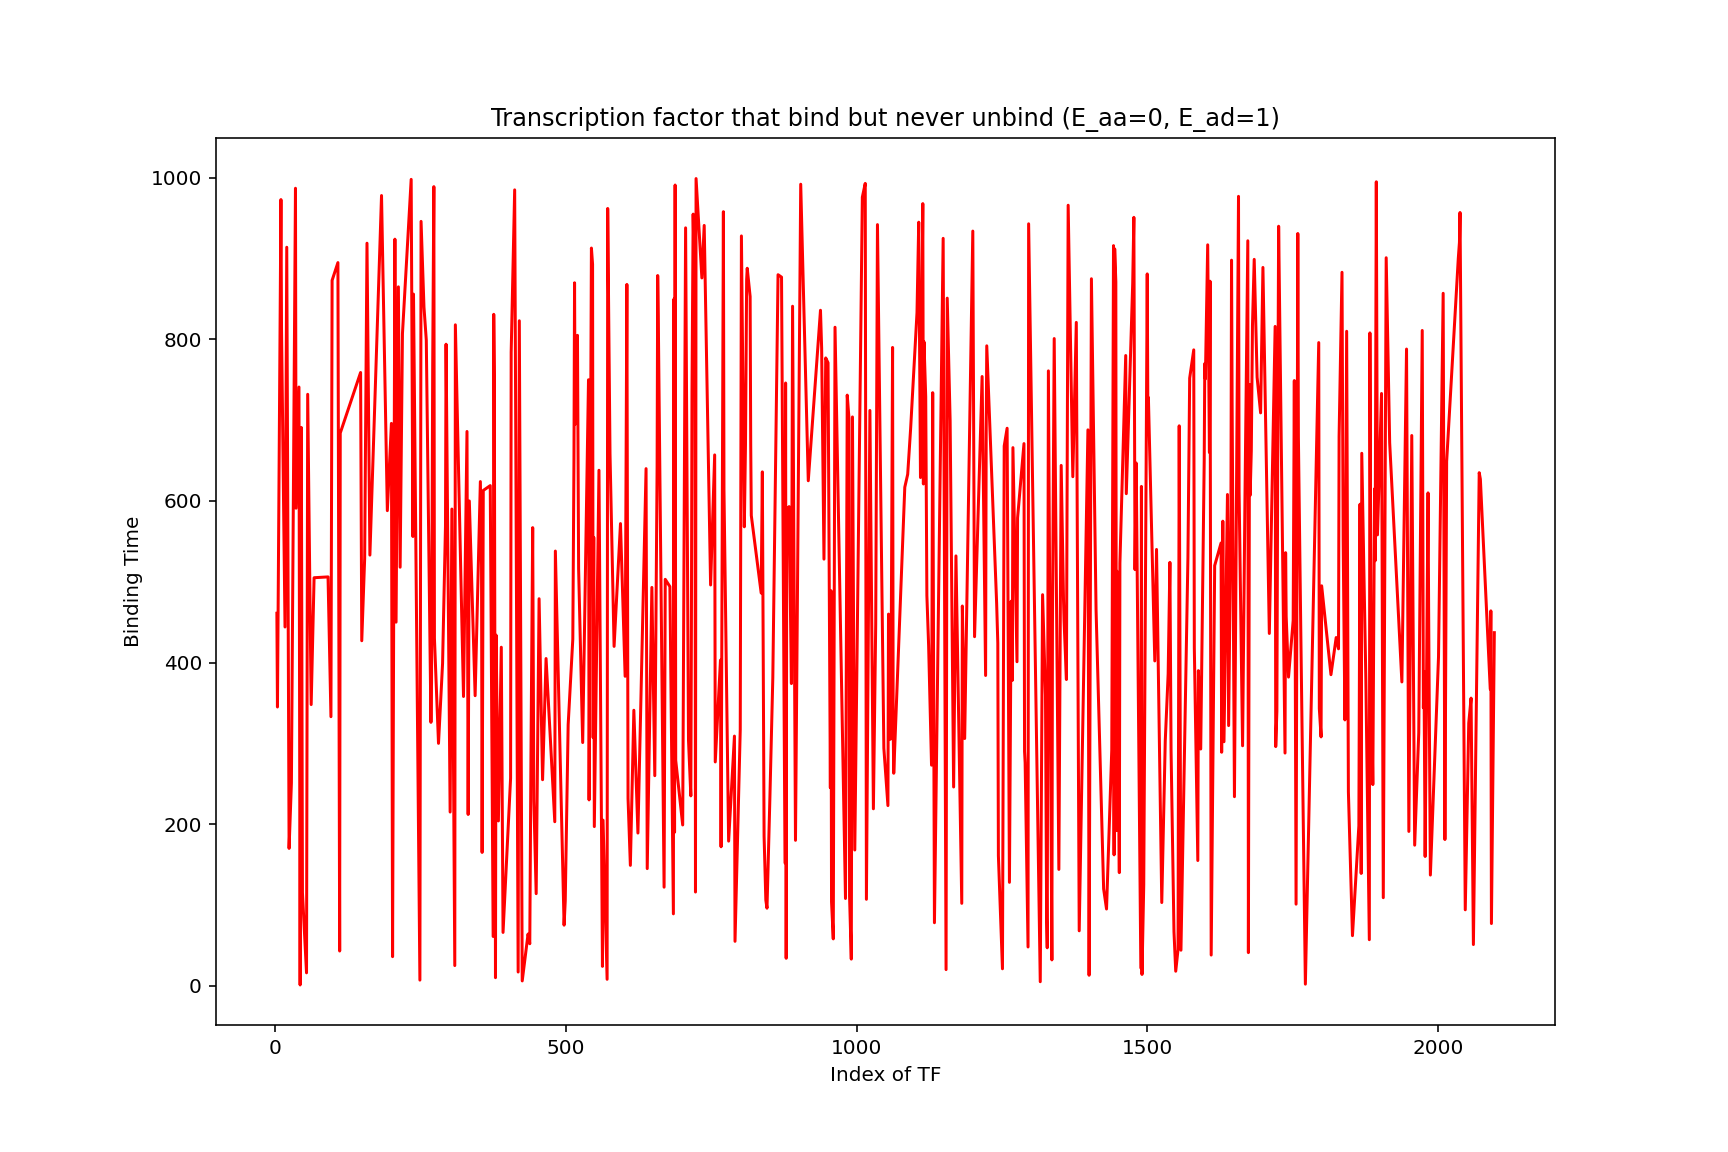 Transcription factor that bind but never unbind (E_aa=0, E_ad=1)
1000
800
600
400
200
0
Binding Time
0 500 1000 1500 2000
Index of TF